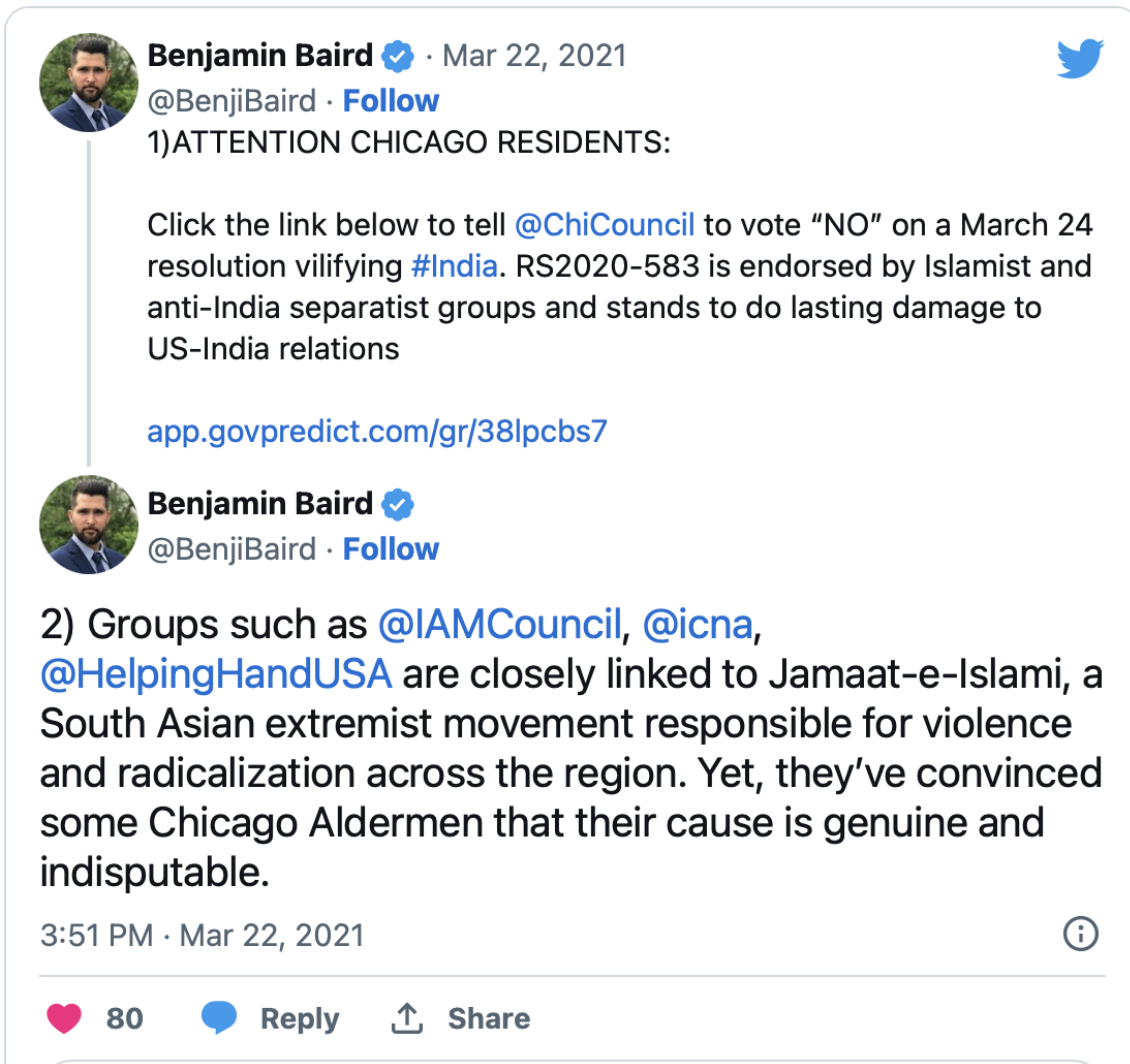 Benjamin Baird · Mar 22, 2021
@BenjiBaird · Follow
1)ATTENTION CHICAGO RESIDENTS:
Click the link below to tell @ChiCouncil to vote “NO” on a March 24
resolution vilifying #India. RS2020-583 is endorsed by Islamist and
anti-India separatist groups and stands to do lasting damage to
US-India relations
app.govpredict.com/gr/38lpcbs7
Benjamin Baird
@BenjiBaird · Follow
2) Groups such as @IAMCouncil, @icna,
@HelpingHandUSA are closely linked to Jamaat-e-Islami, a
South Asian extremist movement responsible for violence
and radicalization across the region. Yet, they’ve convinced
some Chicago Aldermen that their cause is genuine and
indisputable.
3:51 PM · Mar 22, 2021
80 Reply Share